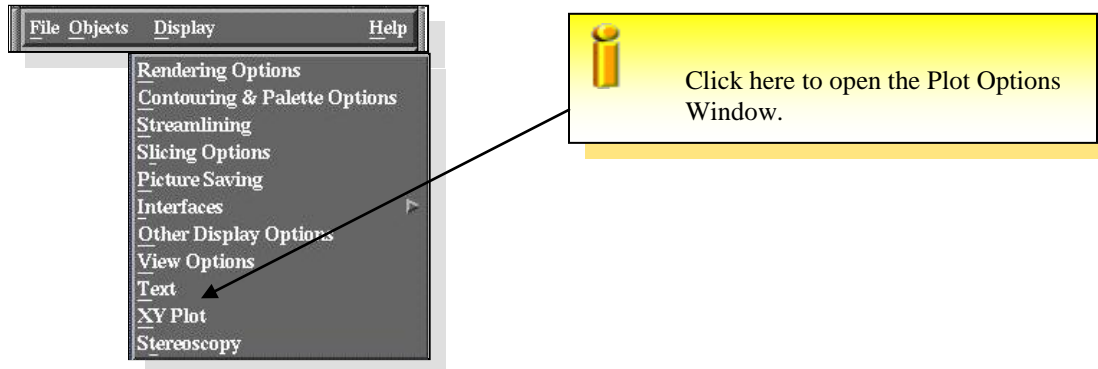 File Objects Display Help
Rendering Options
Contouring & Palette Options
Streamlining
Slicing Options
Picture Saving
Interfaces
Other Display Options
View Options
Text
XY Plot
Stereoscopy
Click here to open the Plot Options
Window.